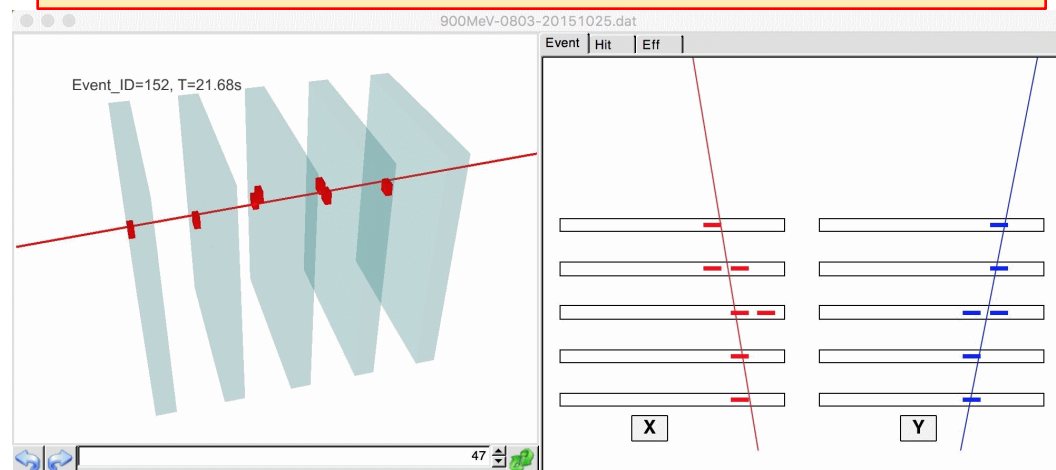 900MeV-0803-20151025.dat
Event Hit Eff
Event_ID=152, T=21.68s
X Y
47